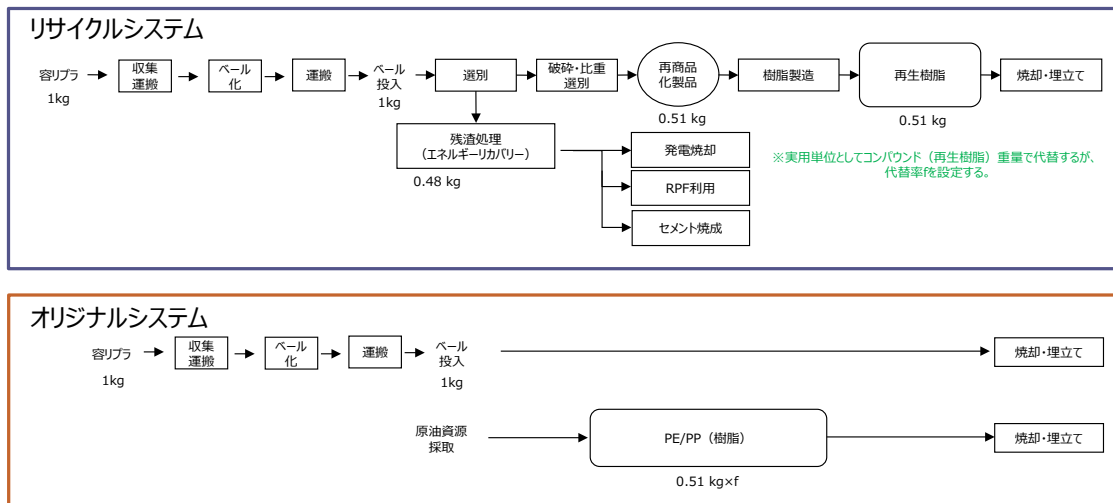 リサイクルシステム
容リプラ
1kg
収集
運搬
ベール
化
運搬
ベール
投入
1kg
選別
破砕・比重
選別
再商品
化製品
0.51 kg
樹脂製造
再生樹脂
0.51 kg
焼却・埋立て
残渣処理
（エネルギーリカバリー）
0.48 kg
発電焼却
RPF利用
セメント焼成
※実用単位としてコンパウンド（再生樹脂）重量で代替するが、
代替率fを設定する。
オリジナルシステム
容リプラ
1kg
収集
運搬
ベール
化
運搬
ベール
投入
1kg
焼却・埋立て
原油資源
採取
PE/PP（樹脂）
0.51 kg×f
焼却・埋立て